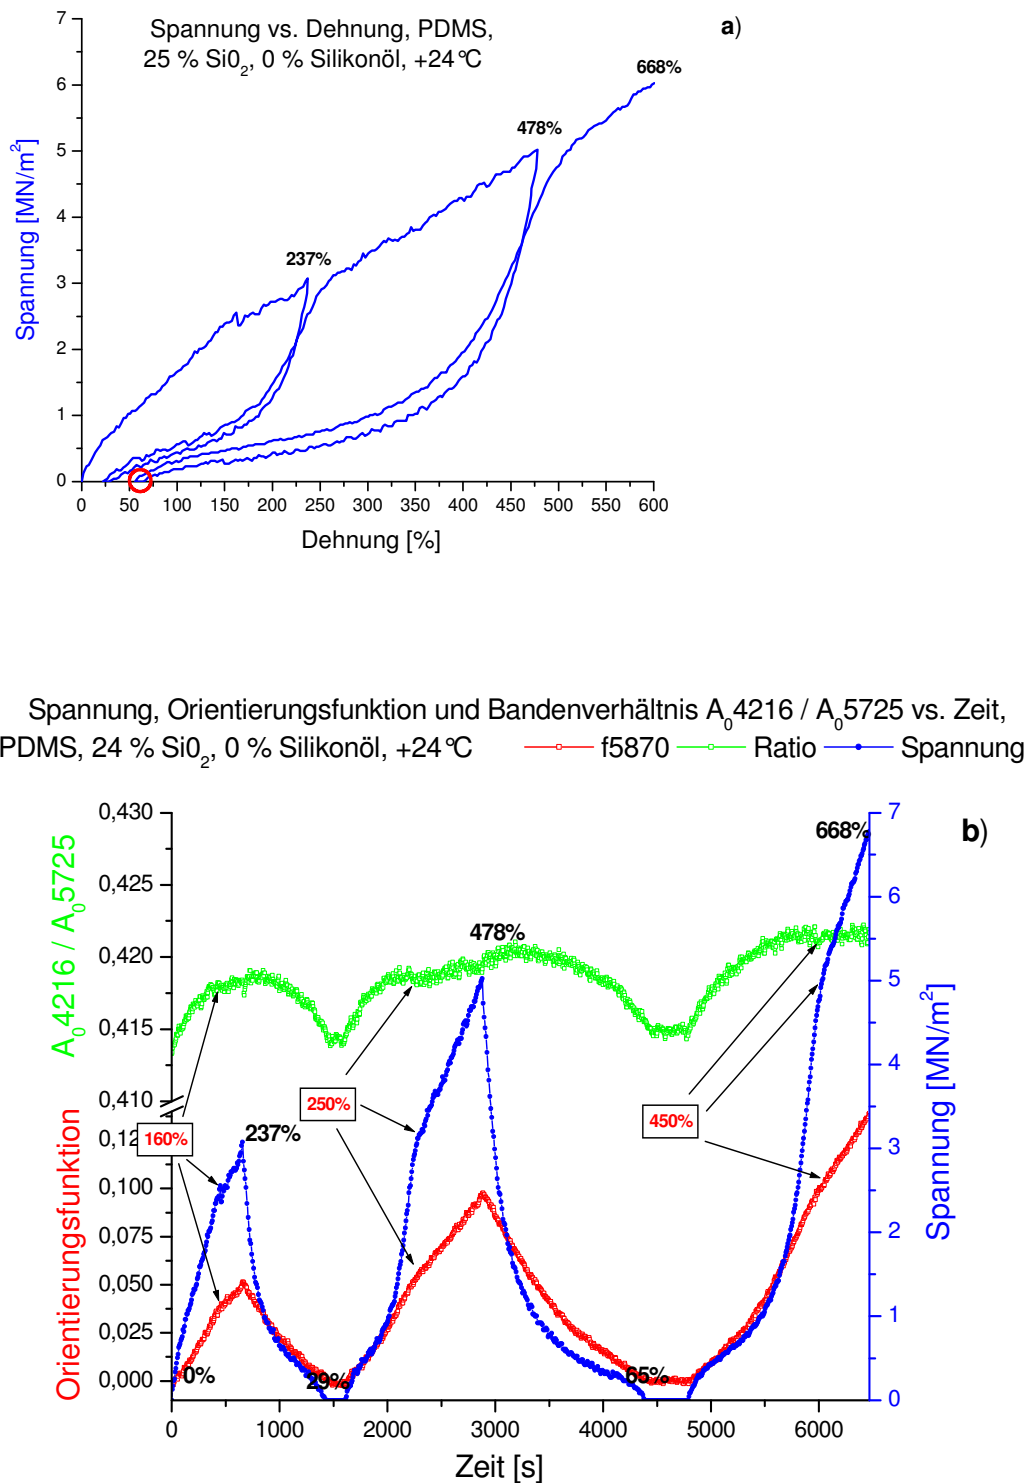 Spannung vs. Dehnung, PDMS,
25 % Si0₂, 0 % Silikonöl, +24°C
a)
7
6
5
4
3
2
1
0
Spannung [MN/m²]
237%
478%
668%
0 50 100 150 200 250 300 350 400 450 500 550 600
Dehnung [%]
Spannung, Orientierungsfunktion und Bandenverhältnis A₀4216 / A₀5725 vs. Zeit,
PDMS, 24 % Si0₂, 0 % Silikonöl, +24°C f5870 Ratio Spannung
b)
A₀4216 / A₀5725
0,430
0,425
0,420
0,415
0,410
Orientierungsfunktion
0,100
0,075
0,050
0,025
0,000
7
6
5
4
3
2
1
0
Spannung [MN/m²]
668%
478%
237%
160%
250%
450%
0%
29%
65%
0 1000 2000 3000 4000 5000 6000
Zeit [s]